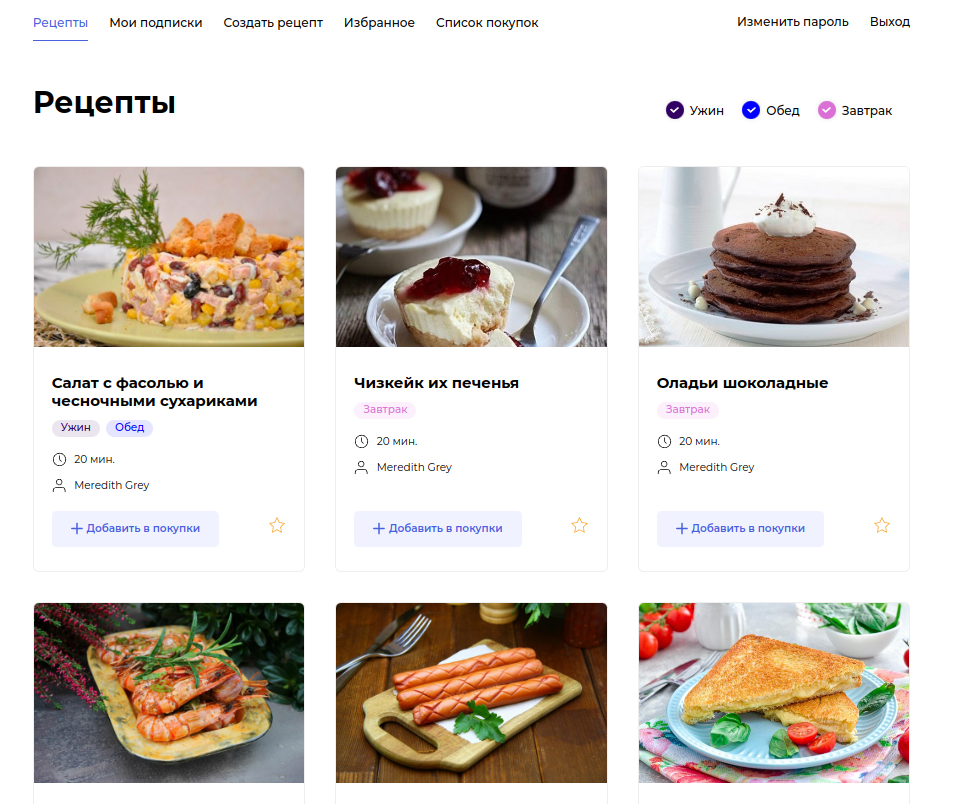 Рецепты Мои подписки Создать рецепт Избранное Список покупок Изменить пароль Выход
Рецепты
Ужин Обед Завтрак
Салат с фасолью и
чесночными сухариками
Ужин Обед
20 мин.
Meredith Grey
Добавить в покупки
Чизкейк их печенья
Завтрак
20 мин.
Meredith Grey
Добавить в покупки
Оладьи шоколадные
Завтрак
20 мин.
Meredith Grey
Добавить в покупки